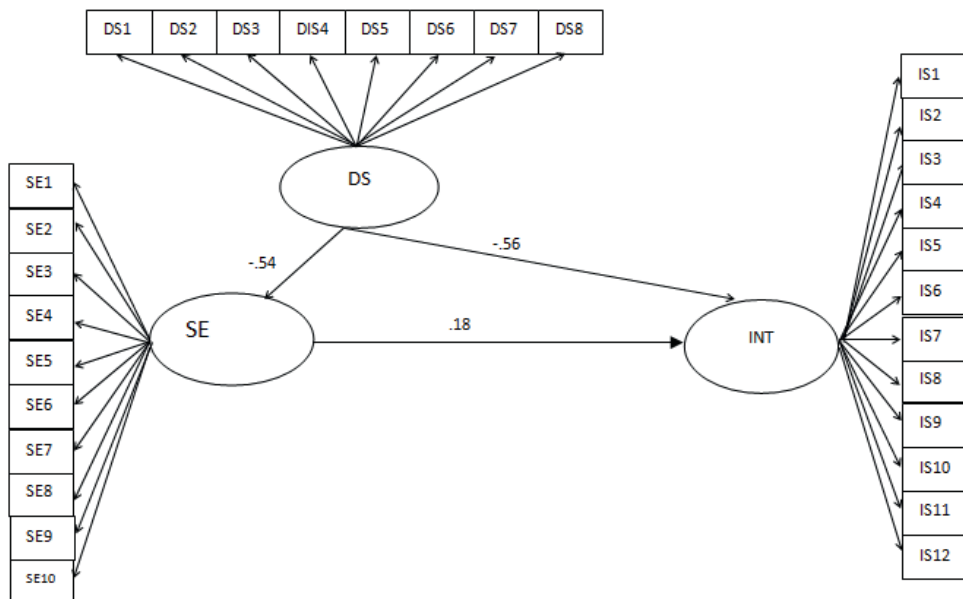 DS1 DS2 DS3 DIS4 DS5 DS6 DS7 DS8
DS
-.54
-.56
SE1
SE2
SE3
SE4
SE5
SE6
SE7
SE8
SE9
SE10
SE
.18
INT
IS1
IS2
IS3
IS4
IS5
IS6
IS7
IS8
IS9
IS10
IS11
IS12